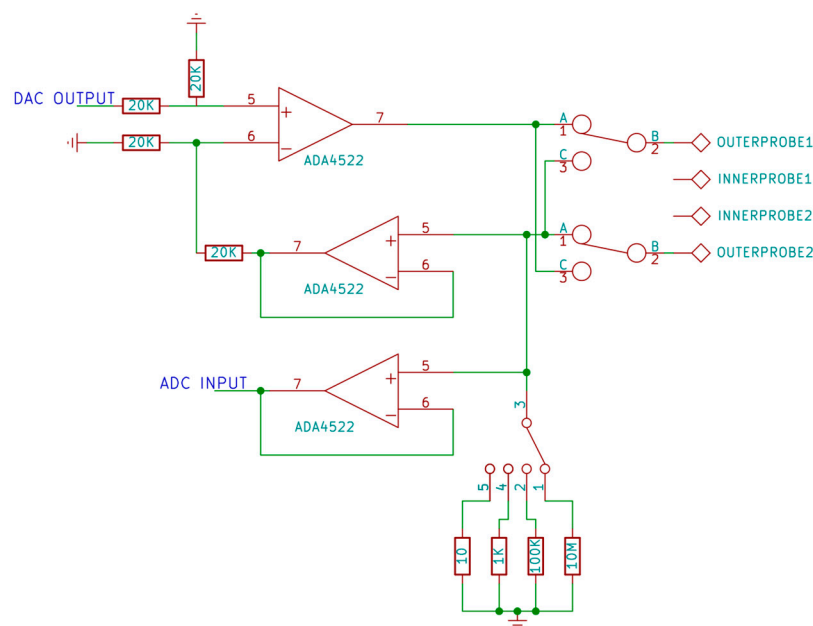 20K
DAC OUTPUT
20K
5
+
7
A
1
B
2
OUTERPROBE1
20K
6
−
ADA4522
C
3
INNERPROBE1
INNERPROBE2
20K
7
+
5
A
1
B
2
OUTERPROBE2
ADA4522
−
6
C
3
ADC INPUT
7
+
5
ADA4522
−
6
3
5
4
2
1
10
1K
100K
10M